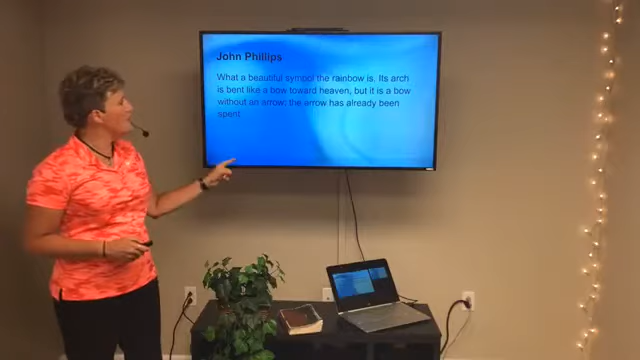 John Phillips
What a beautiful sympol the rainbow is. Its arch
is bent like a bow toward heaven, but it is a bow
without an arrow: the arrow has already been
spent